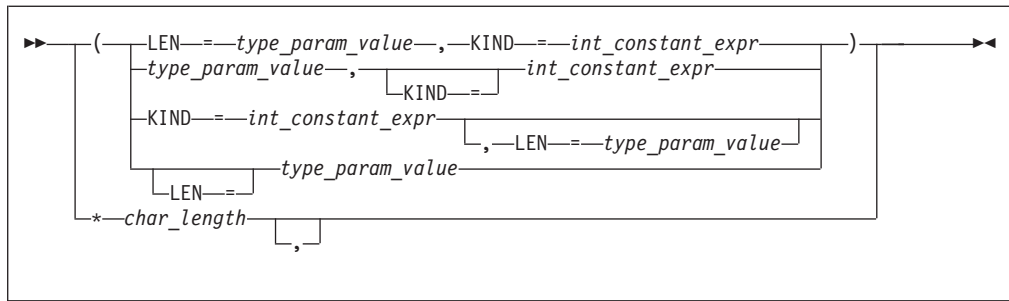 ( LEN = type_param_value , KIND = int_constant_expr )
type_param_value , int_constant_expr
KIND =
KIND = int_constant_expr
, LEN = type_param_value
type_param_value
LEN =
* char_length
,